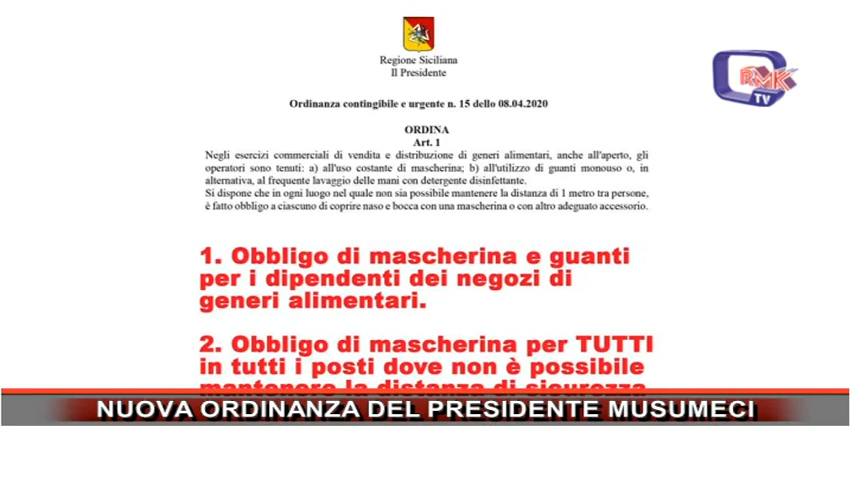 Regione Siciliana
Il Presidente
RMK
TV
Ordinanza contingibile e urgente n. 15 dello 08.04.2020
ORDINA
Art. 1
Negli esercizi commerciali di vendita e distribuzione di generi alimentari, anche all'aperto, gli
operatori sono tenuti: a) all'uso costante di mascherina; b) all'utilizzo di guanti monouso o, in
alternativa, al frequente lavaggio delle mani con detergente disinfettante.
Si dispone che in ogni luogo nel quale non sia possibile mantenere la distanza di 1 metro tra persone,
è fatto obbligo a ciascuno di coprire naso e bocca con una mascherina o con altro adeguato accessorio.
1. Obbligo di mascherina e guanti
per i dipendenti dei negozi di
generi alimentari.
2. Obbligo di mascherina per TUTTI
in tutti i posti dove non è possibile
mantenere la distanza di sicurezza
NUOVA ORDINANZA DEL PRESIDENTE MUSUMECI